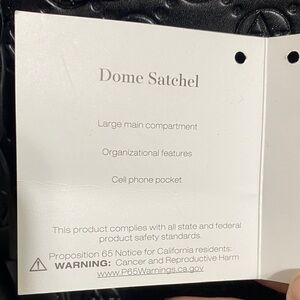 Dome Satchel
Large main compartment
Organizational features
Cell phone pocket
This product complies with all state and federal
product safety standards.
Proposition 65 Notice for California residents:
WARNING: Cancer and Reproductive Harm
www.P65Warnings.ca.gov